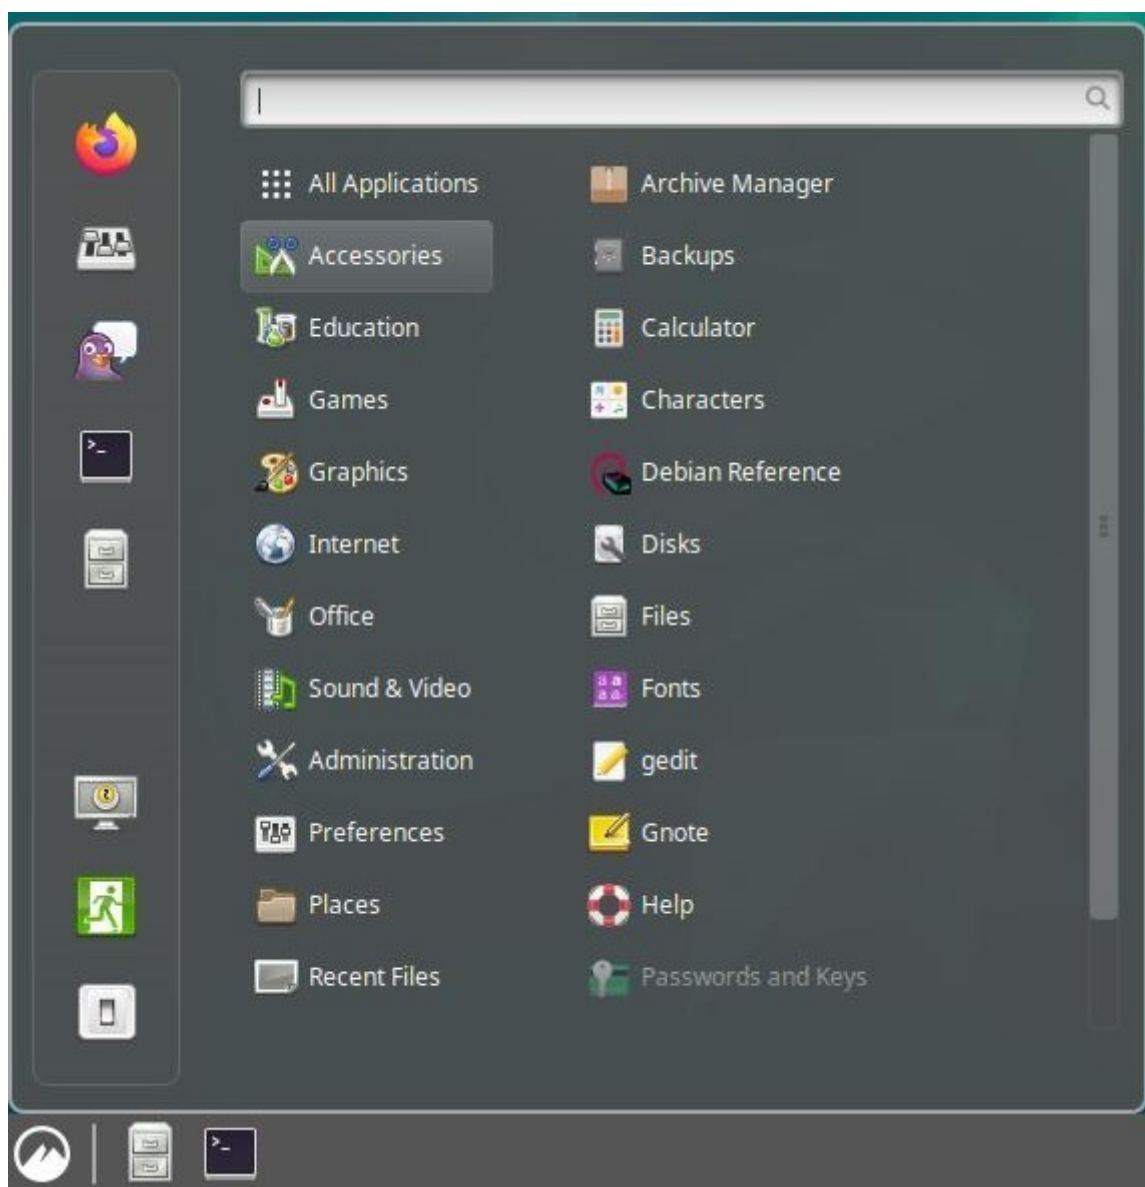 All Applications
Accessories
Education
Games
Graphics
Internet
Office
Sound & Video
Administration
Preferences
Places
Recent Files
Archive Manager
Backups
Calculator
Characters
Debian Reference
Disks
Files
Fonts
gedit
Gnote
Help
Passwords and Keys